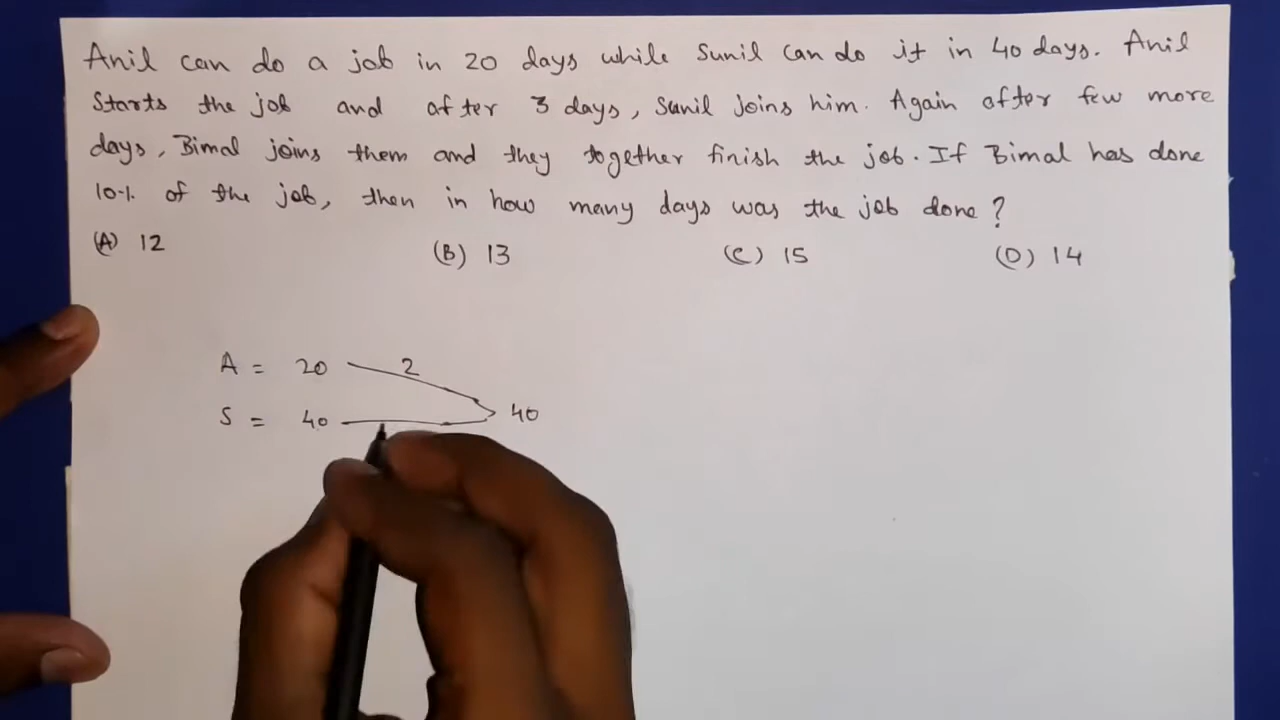 Anil can do a job in 20 days while Sunil can do it in 40 days. Anil
Starts the job and after 3 days, Sunil joins him. Again after few more
days, Bimal joins them and they together finish the job. If Bimal has done
10% of the job, then in how many days was the job done?
(A) 12 (B) 13 (C) 15 (D) 14
A = 20 2
S = 40 40